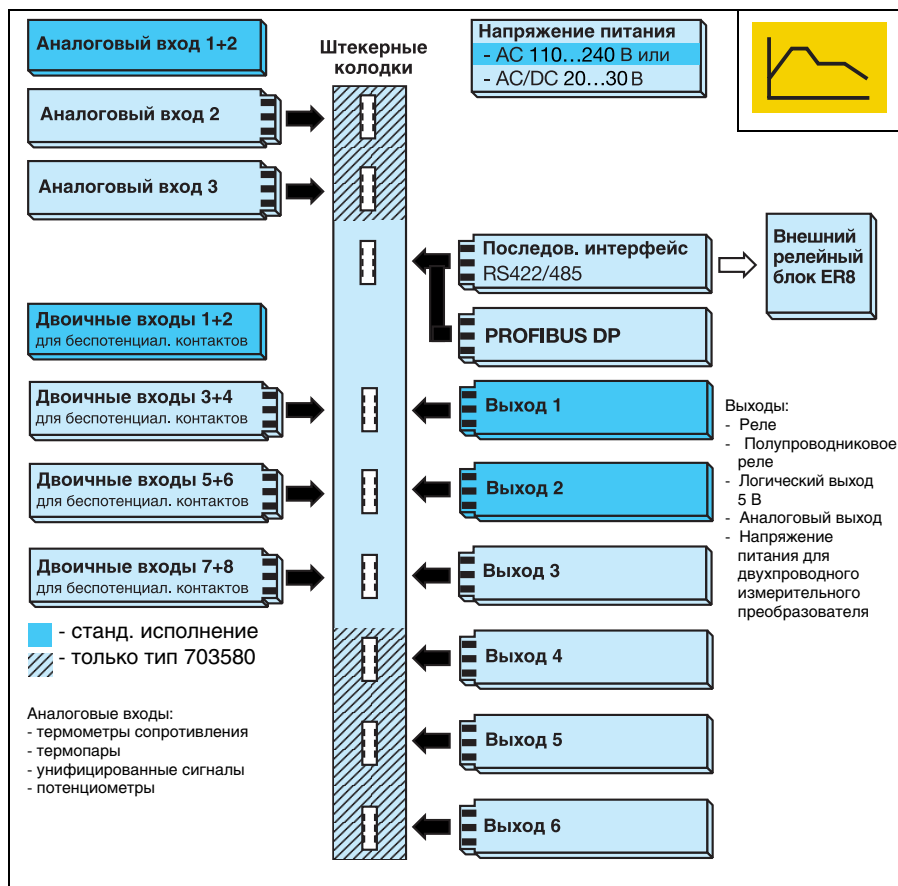 Аналоговый вход 1+2
Аналоговый вход 2
Аналоговый вход 3
Двоичные входы 1+2
для беспотенциал. контактов
Двоичные входы 3+4
для беспотенциал. контактов
Двоичные входы 5+6
для беспотенциал. контактов
Двоичные входы 7+8
для беспотенциал. контактов
- станд. исполнение
- только тип 703580
Аналоговые входы:
- термометры сопротивления
- термопары
- унифицированные сигналы
- потенциометры
Штекерные
колодки
Напряжение питания
- AC 110...240 В или
- AC/DC 20...30 В
Последов. интерфейс
RS422/485
Внешний
релейный
блок ER8
PROFIBUS DP
Выход 1
Выход 2
Выход 3
Выход 4
Выход 5
Выход 6
Выходы:
- Реле
- Полупроводниковое
реле
- Логический выход
5 В
- Аналоговый выход
- Напряжение
питания для
двухпроводного
измерительного
преобразователя